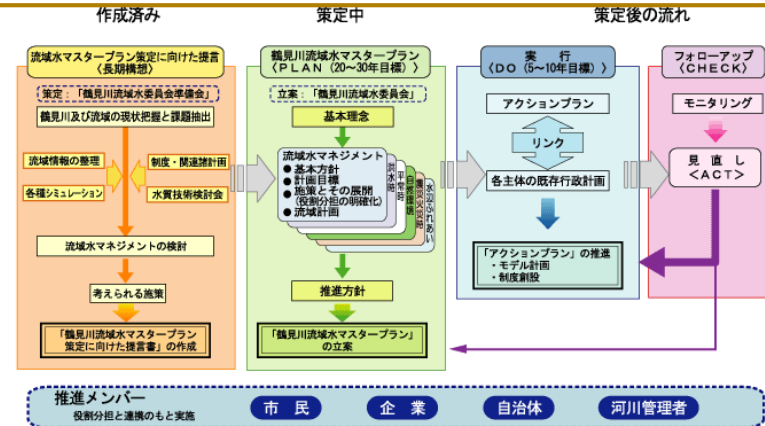 作成済み
策定中
策定後の流れ
流域水マスタープラン策定に向けた提言
〈長期構想〉
策定:「鶴見川流域水委員会準備会」
鶴見川及び流域の現状把握と課題抽出
流域情報の整理
制度・関連諸計画
各種シミュレーション
水質技術検討会
流域水マネジメントの検討
考えられる施策
「鶴見川流域水マスタープラン
策定に向けた提言書」の作成
鶴見川流域水マスタープラン
〈PLAN(20〜30年目標)〉
立案:「鶴見川流域水委員会」
基本理念
流域水マネジメント
●基本方針
●計画目標
●施策とその展開
(役割分担の明確化)
●流域計画
洪水時
平常時
自然環境
震災火災時
水辺ふれあい
推進方針
「鶴見川流域水マスタープラン」
の立案
実 行
〈DO(5〜10年目標)〉
アクションプラン
リンク
各主体の既存行政計画
「アクションプラン」の推進
・モデル計画
・制度創設
フォローアップ
〈CHECK〉
モニタリング
見 直 し
<ACT>
推進メンバー
役割分担と連携のもと実施
市 民
企 業
自治体
河川管理者